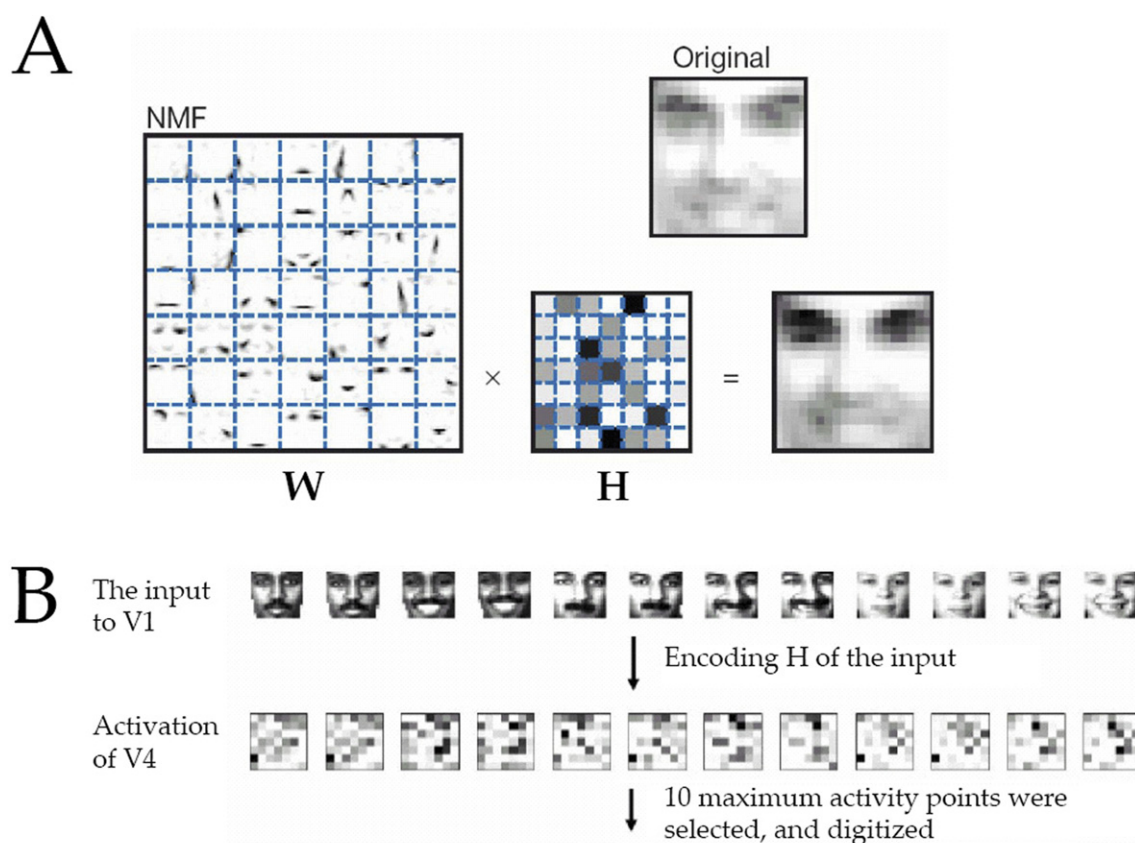 A
Original
NMF
×
=
W
H
B
The input
to V1
Encoding H of the input
Activation
of V4
10 maximum activity points were
selected, and digitized